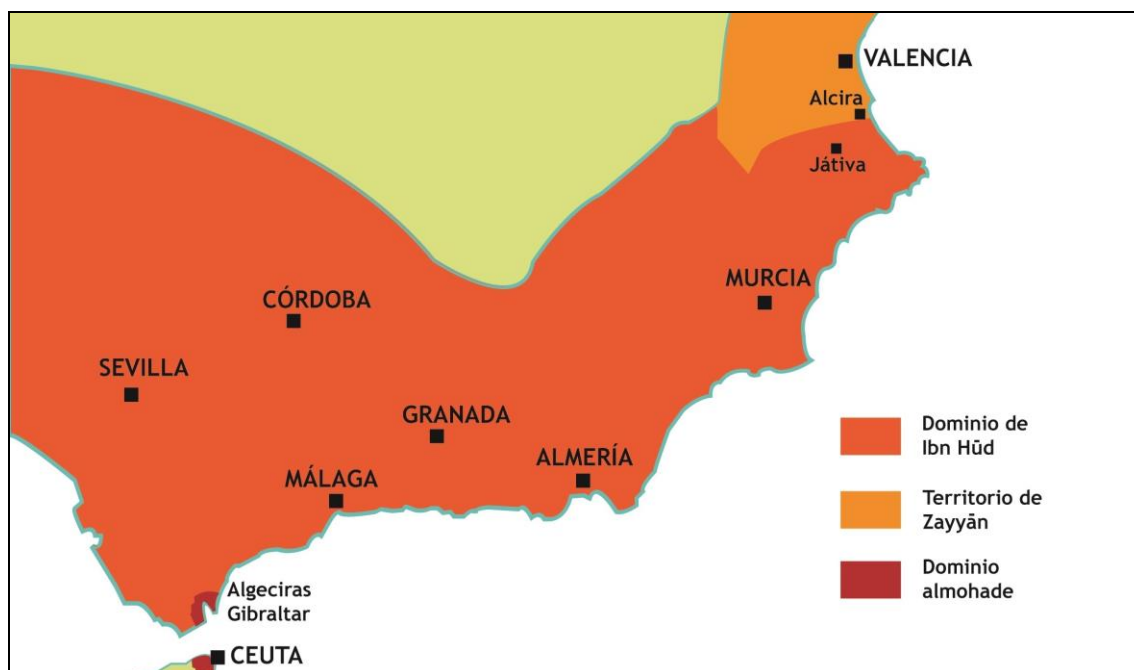 VALENCIA
Alcira
Játiva
MURCIA
CÓRDOBA
SEVILLA
GRANADA
ALMERÍA
MÁLAGA
Algeciras
Gibraltar
CEUTA
Dominio de
Ibn Hūd
Territorio de
Zayyān
Dominio
almohade